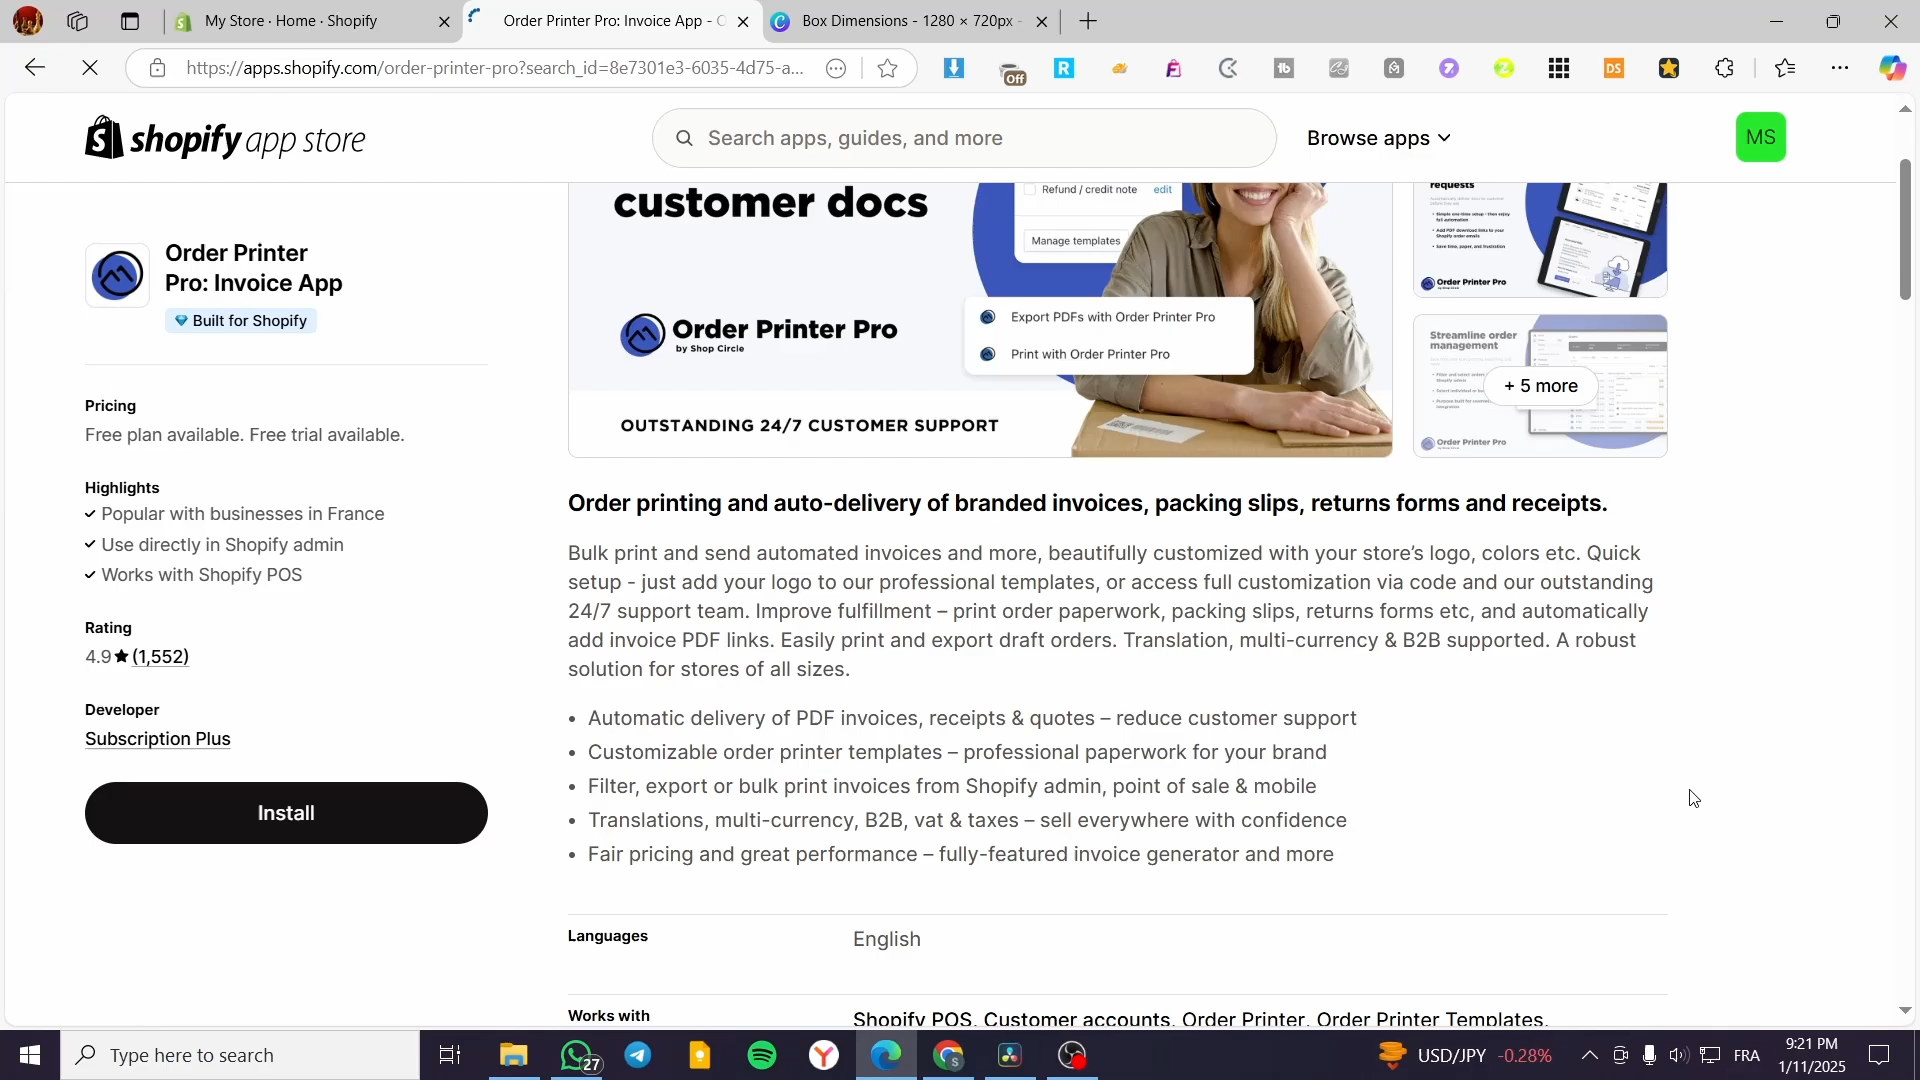 My Store · Home · Shopify
Order Printer Pro: Invoice App -
Box Dimensions - 1280 × 720px -
https://apps.shopify.com/order-printer-pro?search_id=8e7301e3-6035-4d75-a...
Off
shopify app store
Search apps, guides, and more
Browse apps
MS
customer docs
Refund / credit note edit
Manage templates
Order Printer Pro
by Shop Circle
Export PDFs with Order Printer Pro
Print with Order Printer Pro
OUTSTANDING 24/7 CUSTOMER SUPPORT
requests
Order Printer Pro
Streamline order
management
+ 5 more
Order Printer Pro
Order Printer
Pro: Invoice App
Built for Shopify
Pricing
Free plan available. Free trial available.
Highlights
Popular with businesses in France
Use directly in Shopify admin
Works with Shopify POS
Rating
4.9★(1,552)
Developer
Subscription Plus
Install
Order printing and auto-delivery of branded invoices, packing slips, returns forms and receipts.
Bulk print and send automated invoices and more, beautifully customized with your store’s logo, colors etc. Quick
setup - just add your logo to our professional templates, or access full customization via code and our outstanding
24/7 support team. Improve fulfillment – print order paperwork, packing slips, returns forms etc, and automatically
add invoice PDF links. Easily print and export draft orders. Translation, multi-currency & B2B supported. A robust
solution for stores of all sizes.
• Automatic delivery of PDF invoices, receipts & quotes – reduce customer support
• Customizable order printer templates – professional paperwork for your brand
• Filter, export or bulk print invoices from Shopify admin, point of sale & mobile
• Translations, multi-currency, B2B, vat & taxes – sell everywhere with confidence
• Fair pricing and great performance – fully-featured invoice generator and more
Languages English
Works with Shopify POS, Customer accounts, Order Printer, Order Printer Templates,
Type here to search
27
USD/JPY -0.28%
FRA
9:21 PM
1/11/2025